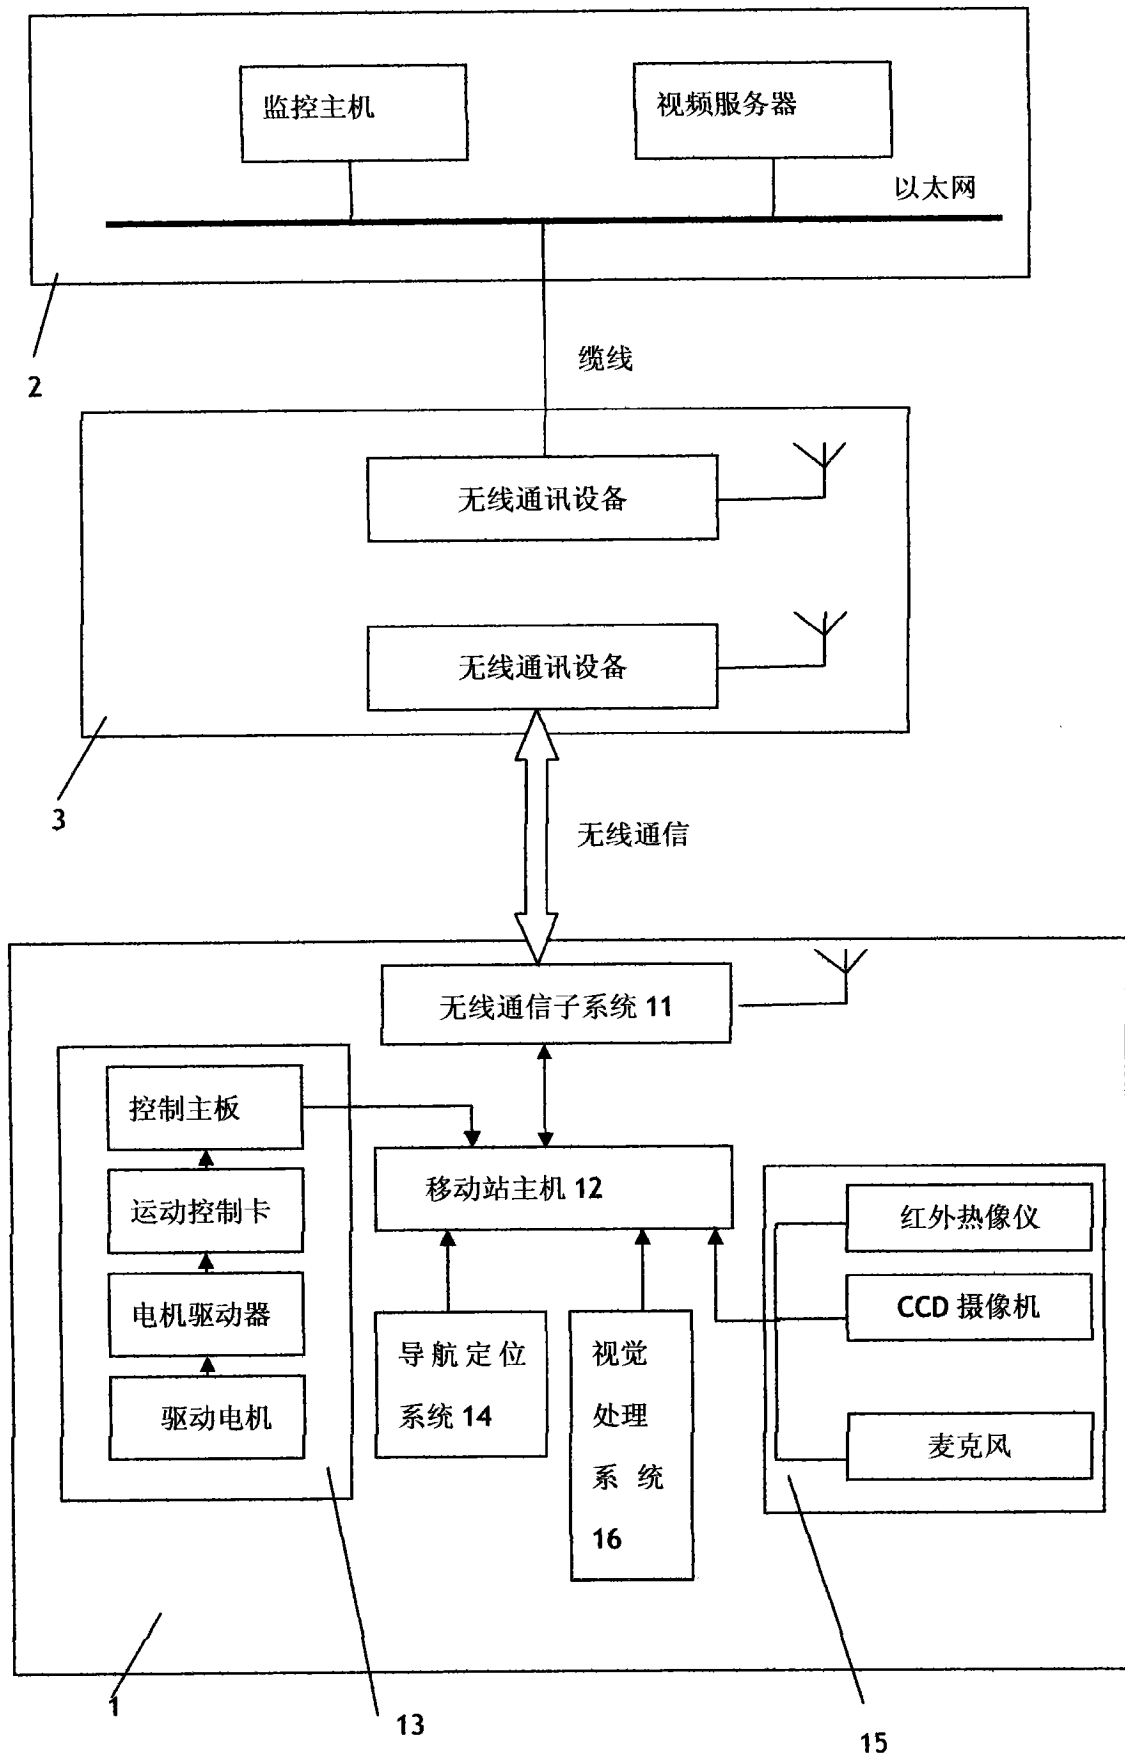 监控主机
视频服务器
以太网
2
缆线
无线通讯设备
无线通讯设备
3
无线通信
无线通信子系统 11
控制主板
移动站主机 12
运动控制卡
红外热像仪
电机驱动器
CCD 摄像机
导航定位
系统 14
视觉
处理
系统
16
驱动电机
麦克风
1
13
15